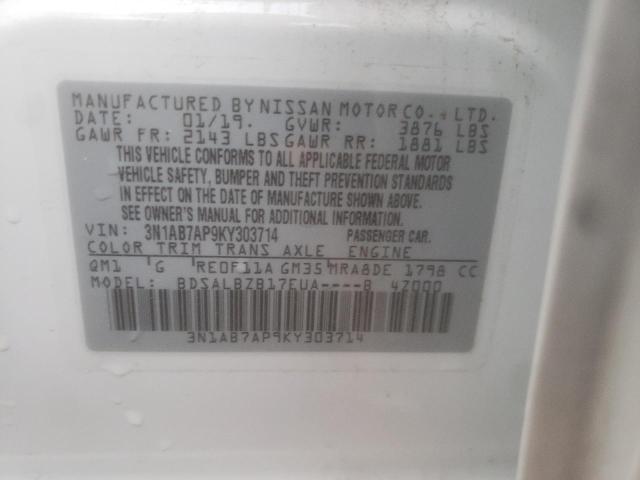 MANUFACTURED BY NISSAN MOTOR CO., LTD.
DATE: 01/19. GVWR: 3876 LBS
GAWR FR: 2143 LBS GAWR RR: 1881 LBS
THIS VEHICLE CONFORMS TO ALL APPLICABLE FEDERAL MOTOR
VEHICLE SAFETY, BUMPER AND THEFT PREVENTION STANDARDS
IN EFFECT ON THE DATE OF MANUFACTURE SHOWN ABOVE.
SEE OWNER'S MANUAL FOR ADDITIONAL INFORMATION.
VIN: 3N1AB7AP9KY303714 PASSENGER CAR.
COLOR TRIM TRANS AXLE ENGINE
QM1 G RE0F11A GM35 MRA8DE 1798 CC
MODEL: BDSALBZB17EUA----B 47000
3N1AB7AP9KY303714